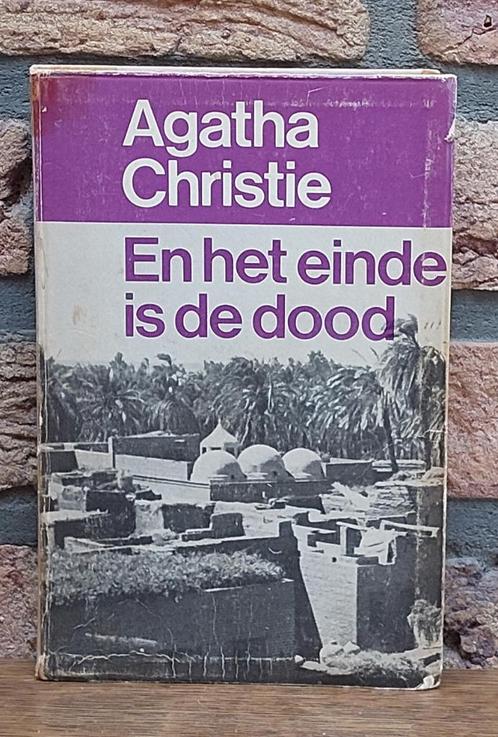 Agatha
Christie
En het einde
is de dood